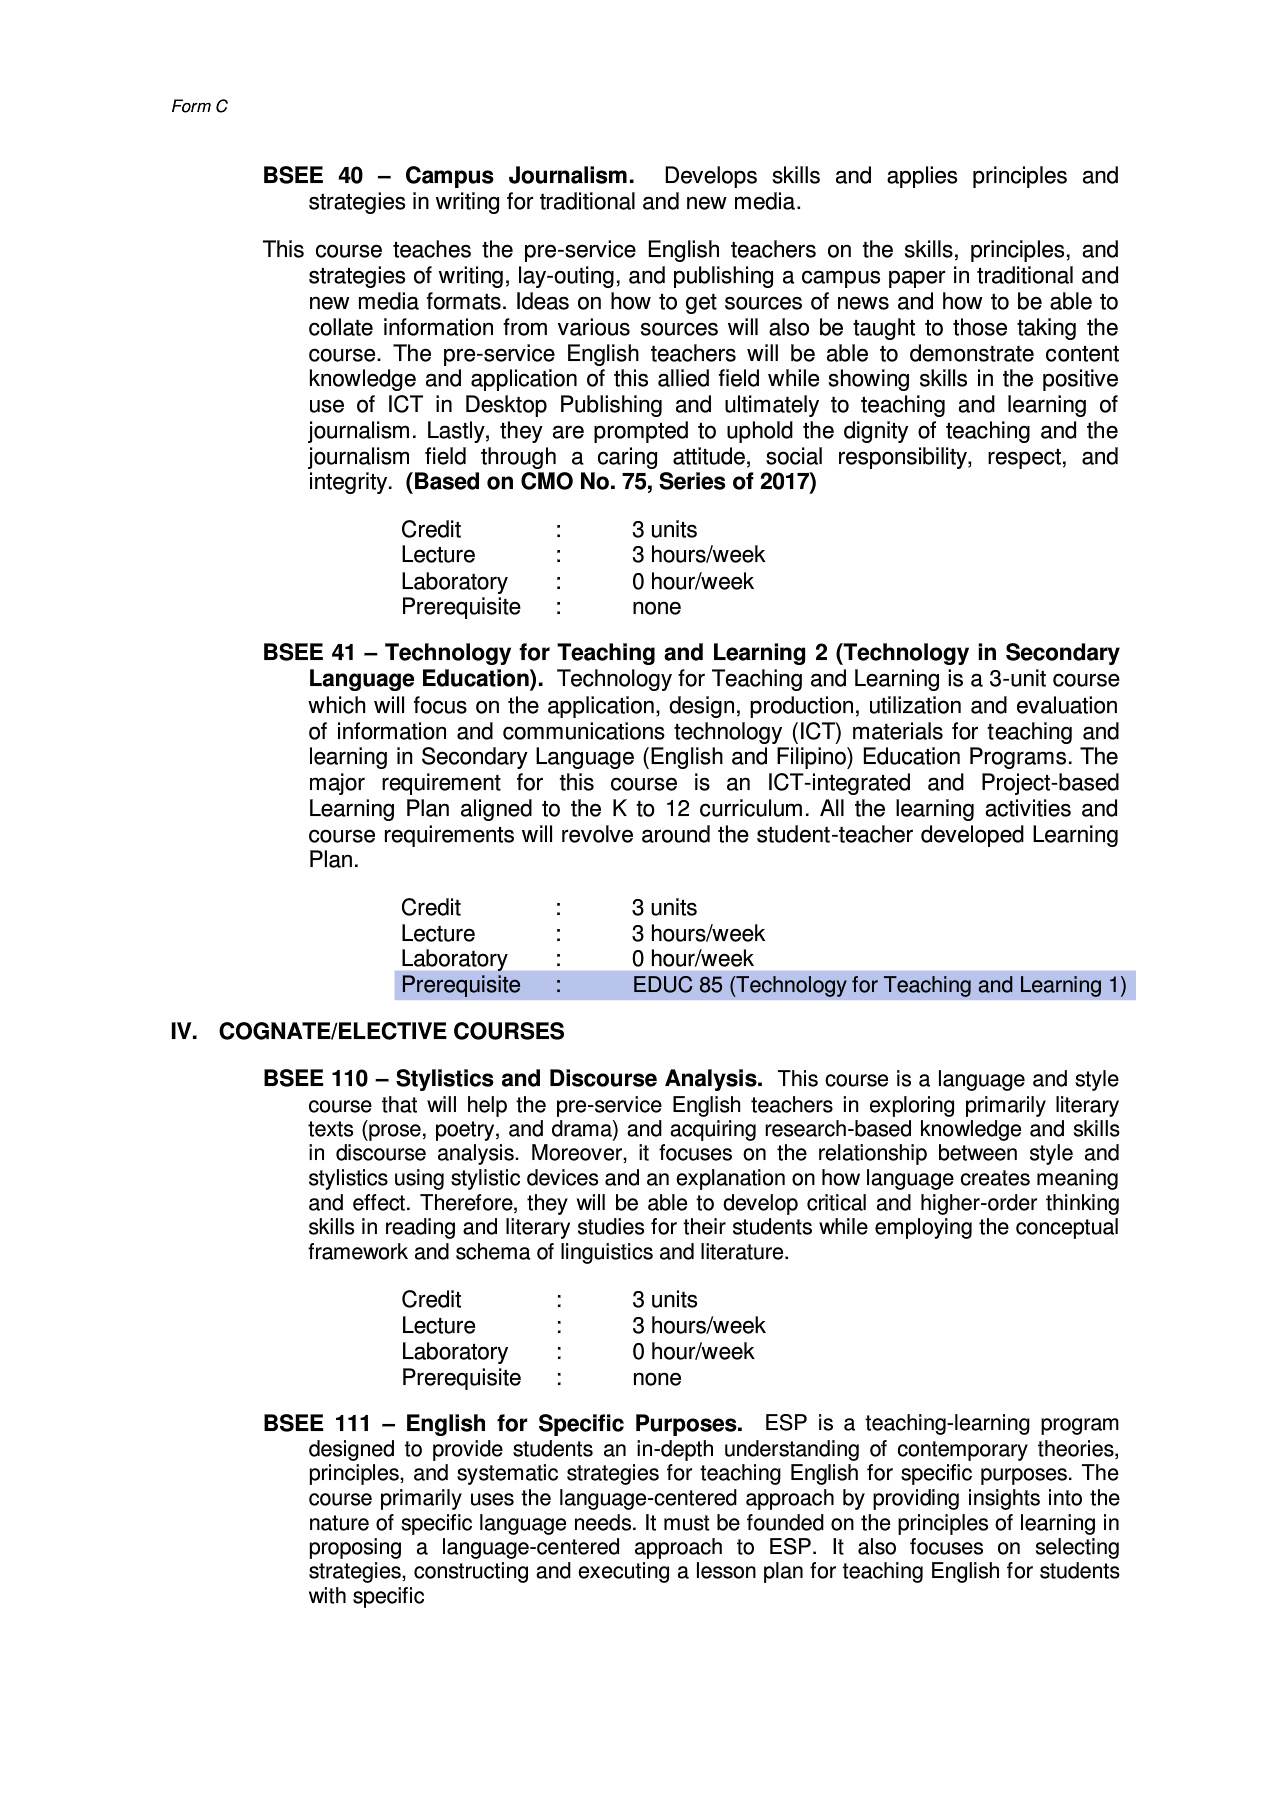 Form C
BSEE 40 – Campus Journalism. Develops skills and applies principles and
strategies in writing for traditional and new media.
This course teaches the pre-service English teachers on the skills, principles, and
strategies of writing, lay-outing, and publishing a campus paper in traditional and
new media formats. Ideas on how to get sources of news and how to be able to
collate information from various sources will also be taught to those taking the
course. The pre-service English teachers will be able to demonstrate content
knowledge and application of this allied field while showing skills in the positive
use of ICT in Desktop Publishing and ultimately to teaching and learning of
journalism. Lastly, they are prompted to uphold the dignity of teaching and the
journalism field through a caring attitude, social responsibility, respect, and
integrity. (Based on CMO No. 75, Series of 2017)
Credit : 3 units
Lecture : 3 hours/week
Laboratory : 0 hour/week
Prerequisite : none
BSEE 41 – Technology for Teaching and Learning 2 (Technology in Secondary
Language Education). Technology for Teaching and Learning is a 3-unit course
which will focus on the application, design, production, utilization and evaluation
of information and communications technology (ICT) materials for teaching and
learning in Secondary Language (English and Filipino) Education Programs. The
major requirement for this course is an ICT-integrated and Project-based
Learning Plan aligned to the K to 12 curriculum. All the learning activities and
course requirements will revolve around the student-teacher developed Learning
Plan.
Credit : 3 units
Lecture : 3 hours/week
Laboratory : 0 hour/week
Prerequisite : EDUC 85 (Technology for Teaching and Learning 1)
IV. COGNATE/ELECTIVE COURSES
BSEE 110 – Stylistics and Discourse Analysis. This course is a language and style
course that will help the pre-service English teachers in exploring primarily literary
texts (prose, poetry, and drama) and acquiring research-based knowledge and skills
in discourse analysis. Moreover, it focuses on the relationship between style and
stylistics using stylistic devices and an explanation on how language creates meaning
and effect. Therefore, they will be able to develop critical and higher-order thinking
skills in reading and literary studies for their students while employing the conceptual
framework and schema of linguistics and literature.
Credit : 3 units
Lecture : 3 hours/week
Laboratory : 0 hour/week
Prerequisite : none
BSEE 111 – English for Specific Purposes. ESP is a teaching-learning program
designed to provide students an in-depth understanding of contemporary theories,
principles, and systematic strategies for teaching English for specific purposes. The
course primarily uses the language-centered approach by providing insights into the
nature of specific language needs. It must be founded on the principles of learning in
proposing a language-centered approach to ESP. It also focuses on selecting
strategies, constructing and executing a lesson plan for teaching English for students
with specific